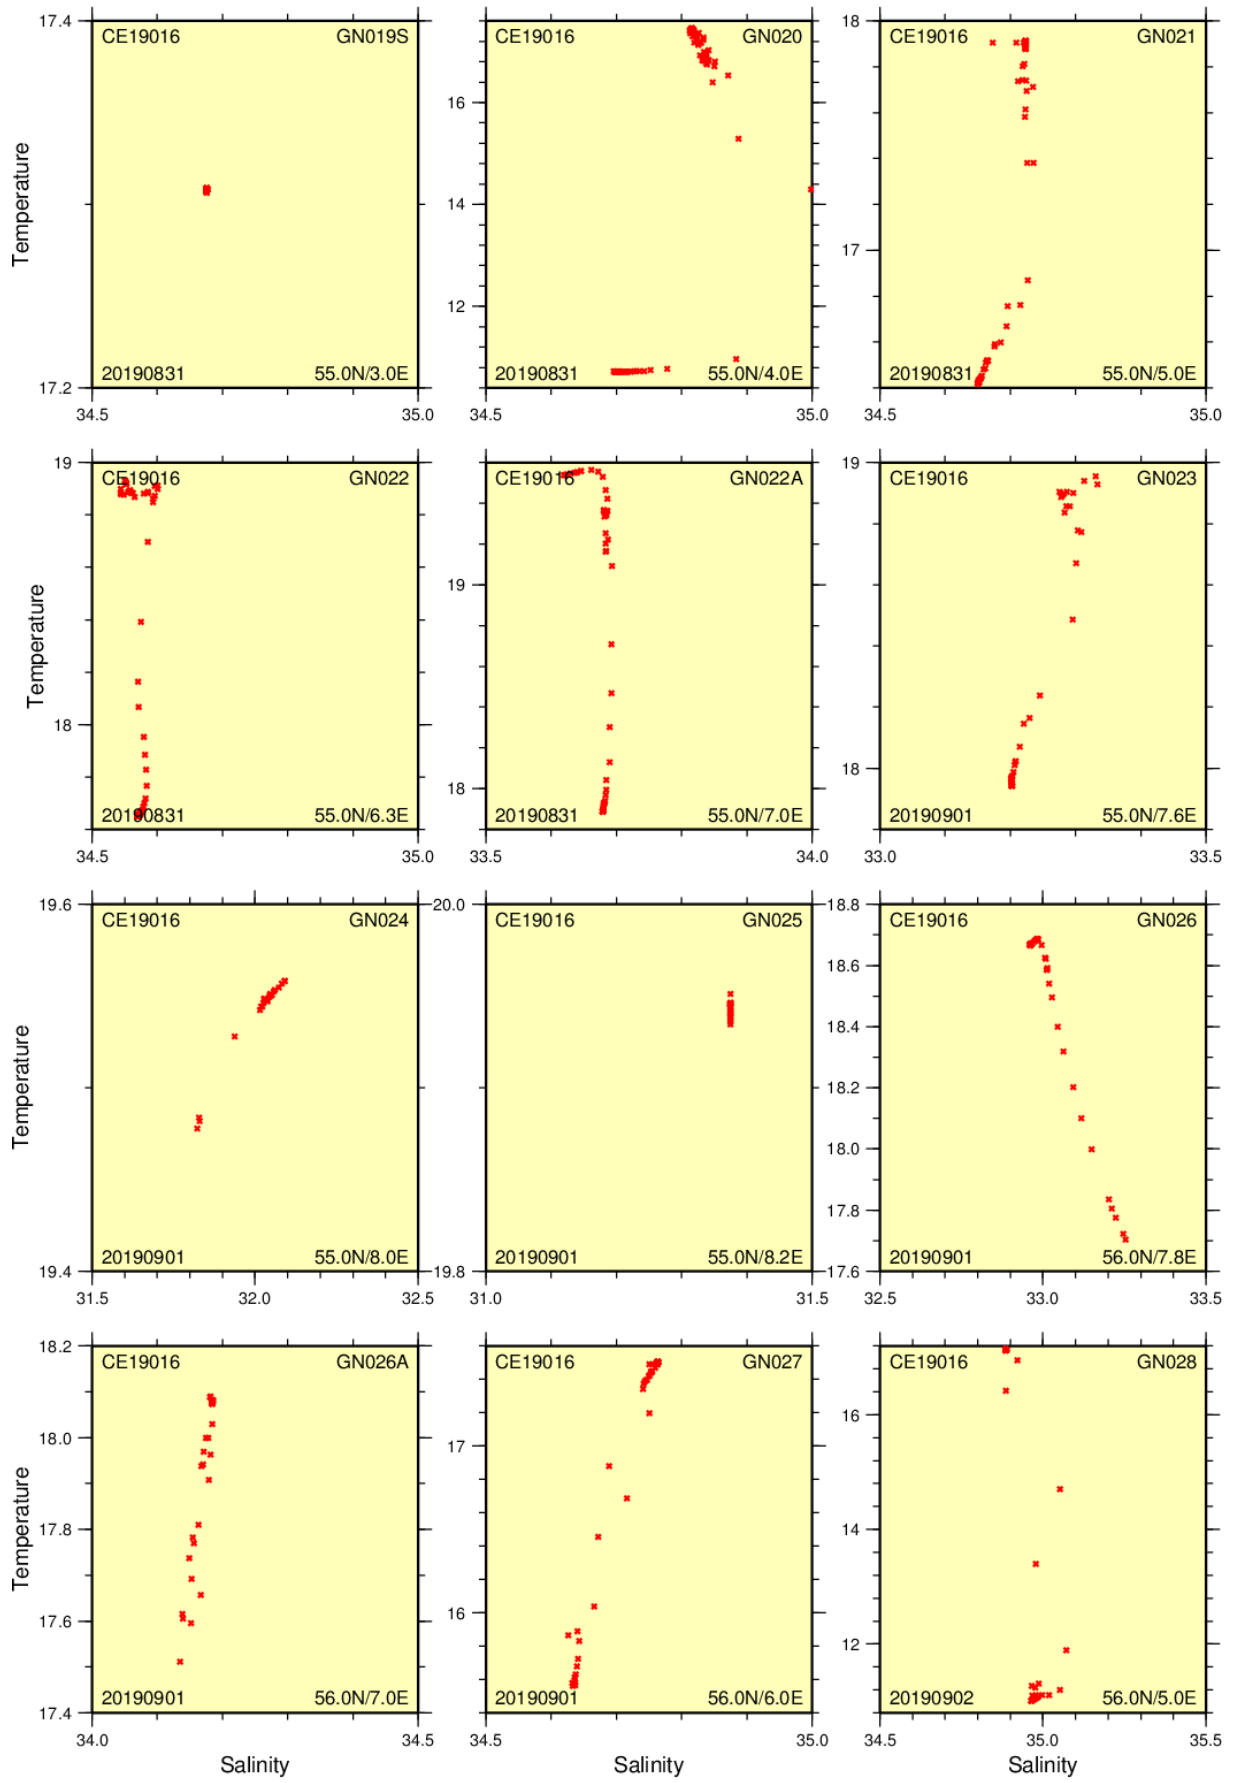 17.4
CE19016 GN019S
Temperature
20190831 55.0N/3.0E
17.2
34.5 35.0
CE19016 GN020
16
14
12
20190831 55.0N/4.0E
34.5 35.0
18
CE19016 GN021
17
20190831 55.0N/5.0E
34.5 35.0
19
CE19016 GN022
Temperature
18
20190831 55.0N/6.3E
34.5 35.0
CE19016 GN022A
19
18
20190831 55.0N/7.0E
33.5 34.0
19
CE19016 GN023
18
20190901 55.0N/7.6E
33.0 33.5
19.6
CE19016 GN024
Temperature
20190901 55.0N/8.0E
19.4
31.5 32.0 32.5
20.0
CE19016 GN025
20190901 55.0N/8.2E
19.8
31.0 31.5
18.8
CE19016 GN026
18.6
18.4
18.2
18.0
17.8
20190901 56.0N/7.8E
17.6
32.5 33.0 33.5
18.2
CE19016 GN026A
18.0
Temperature
17.8
17.6
20190901 56.0N/7.0E
17.4
34.0 34.5
Salinity
CE19016 GN027
17
16
20190901 56.0N/6.0E
34.5 35.0
Salinity
CE19016 GN028
16
14
12
20190902 56.0N/5.0E
34.5 35.0 35.5
Salinity